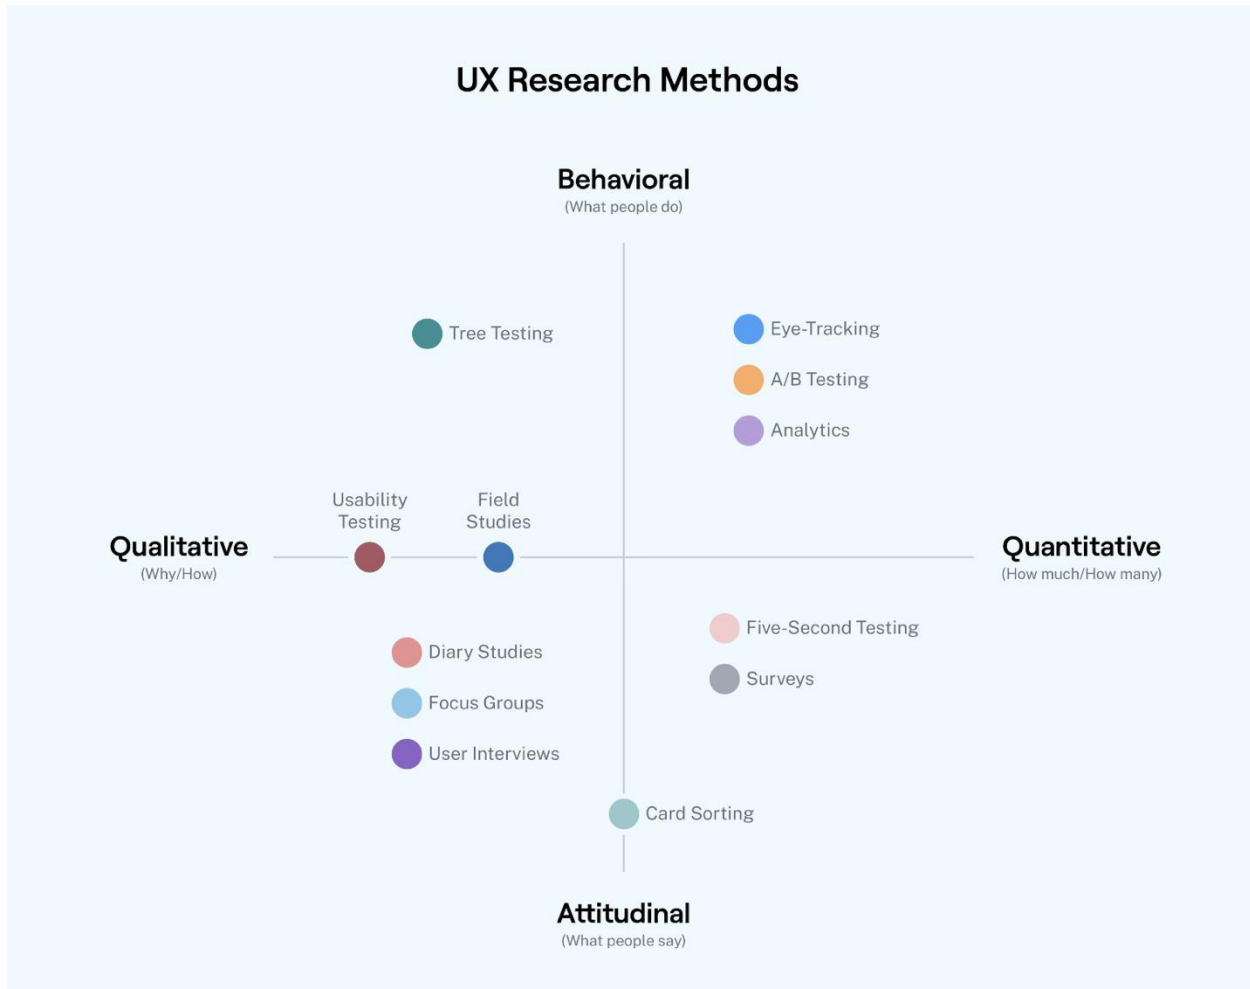 UX Research Methods
Behavioral
(What people do)
Tree Testing
Eye-Tracking
A/B Testing
Analytics
Usability
Testing
Field
Studies
Qualitative
(Why/How)
Quantitative
(How much/How many)
Five-Second Testing
Surveys
Diary Studies
Focus Groups
User Interviews
Card Sorting
Attitudinal
(What people say)